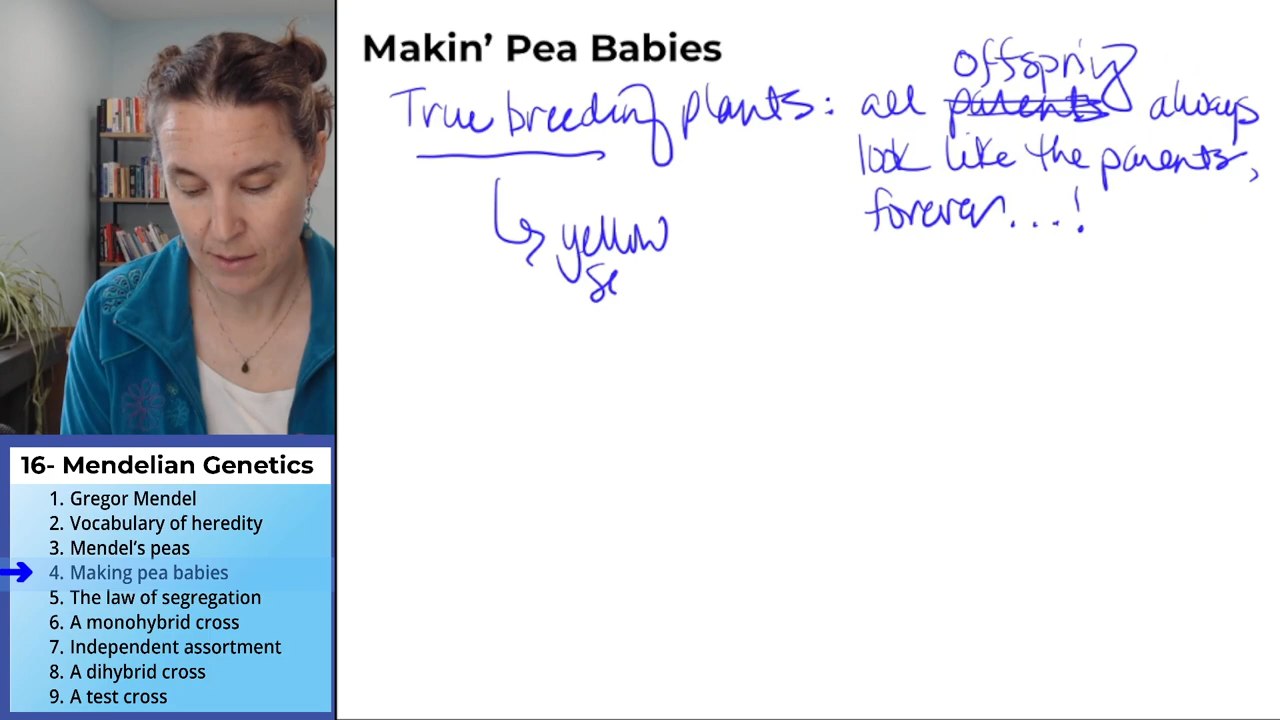 Makin' Pea Babies
offspring
True breeding plants: all parents always
look like the parents,
forever...!
yellow
se
16- Mendelian Genetics
1. Gregor Mendel
2. Vocabulary of heredity
3. Mendel's peas
4. Making pea babies
5. The law of segregation
6. A monohybrid cross
7. Independent assortment
8. A dihybrid cross
9. A test cross